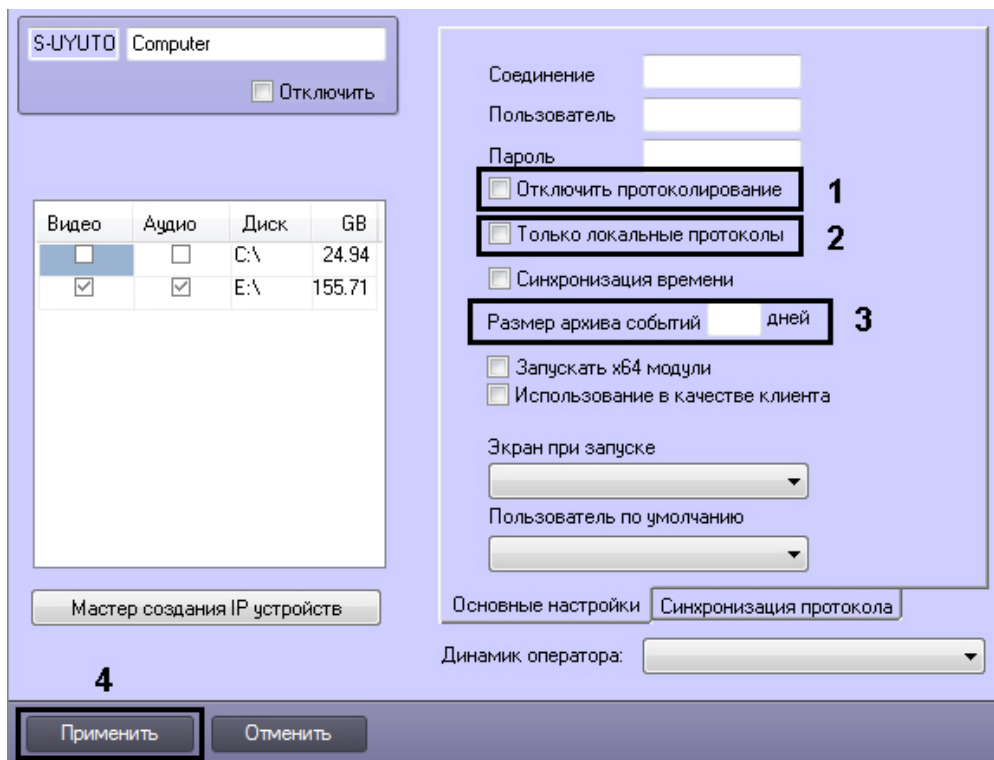 S-UYUTO Computer
Отключить
Видео Аудио Диск GB
C:\ 24.94
E:\ 155.71
Мастер создания IP устройств
Соединение
Пользователь
Пароль
Отключить протоколирование 1
Только локальные протоколы 2
Синхронизация времени
Размер архива событий дней 3
Запускать x64 модули
Использование в качестве клиента
Экран при запуске
Пользователь по умолчанию
Основные настройки Синхронизация протокола
Динамик оператора:
4
Применить Отменить